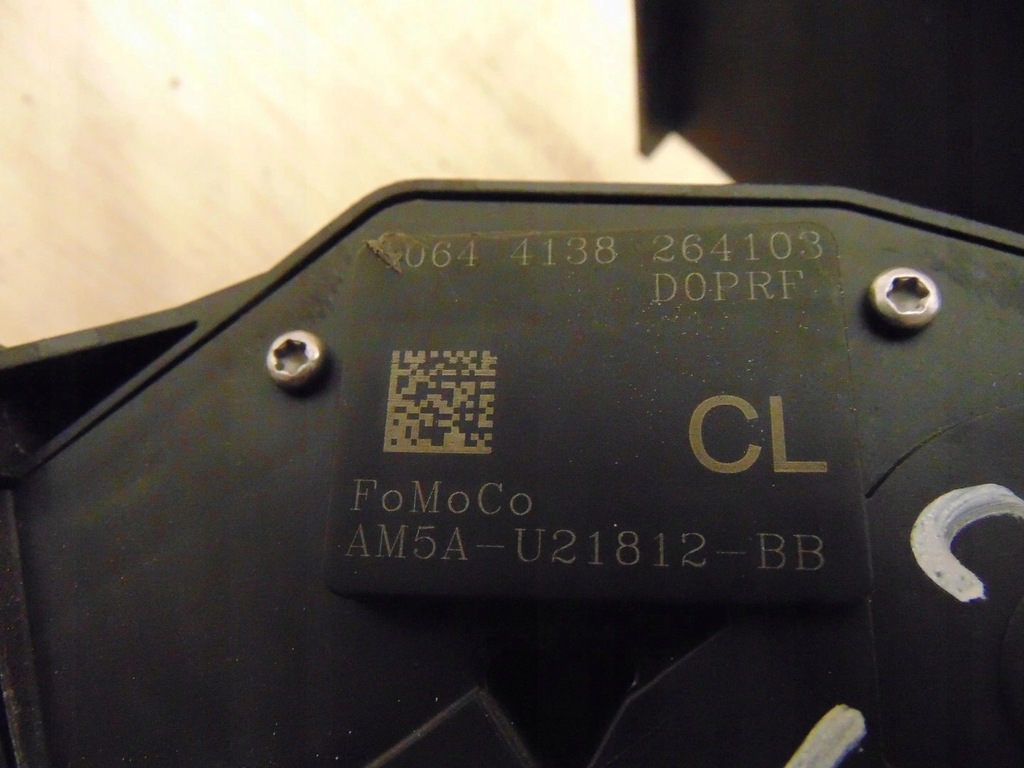 064 4138 264103
D0PRF
CL
FoMoCo
AM5A-U21812-BB